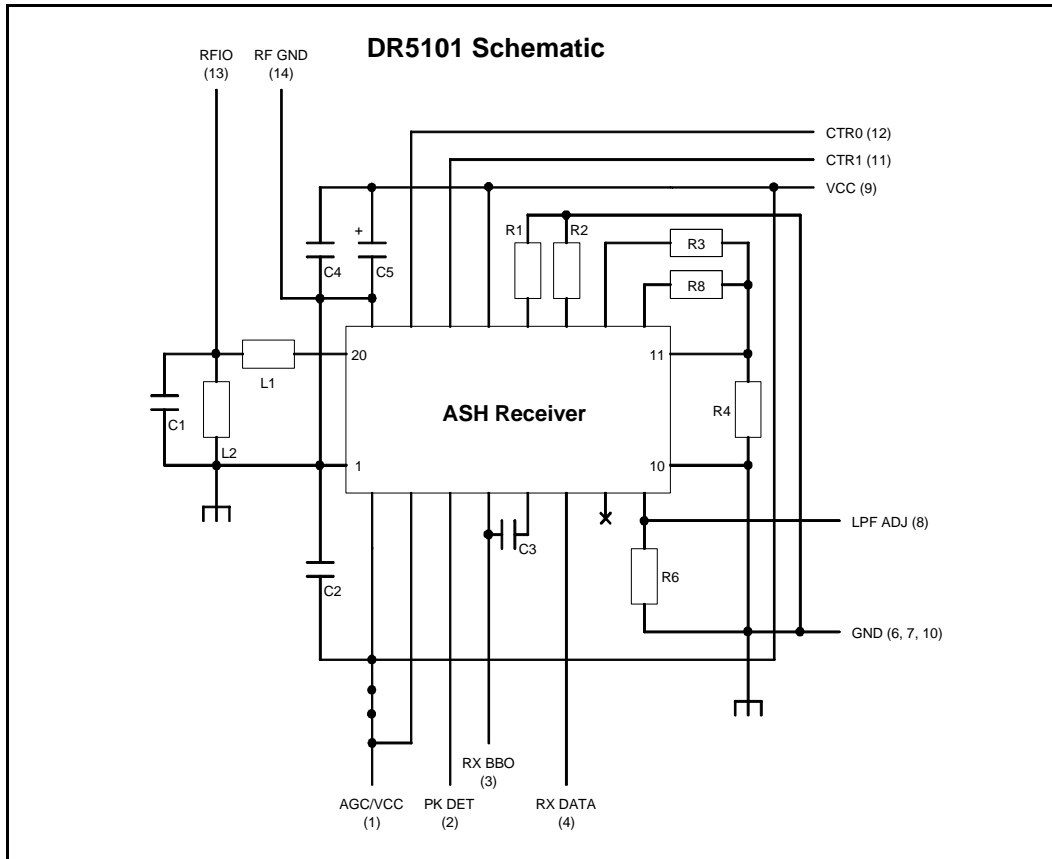 DR5101 Schematic
RFIO
(13)
RF GND
(14)
CTR0 (12)
CTR1 (11)
VCC (9)
R1
R2
R3
+
C4
C5
R8
20
11
L1
ASH Receiver
R4
C1
L2
1
10
LPF ADJ (8)
C3
C2
R6
GND (6, 7, 10)
RX BBO
(3)
AGC/VCC
(1)
PK DET
(2)
RX DATA
(4)